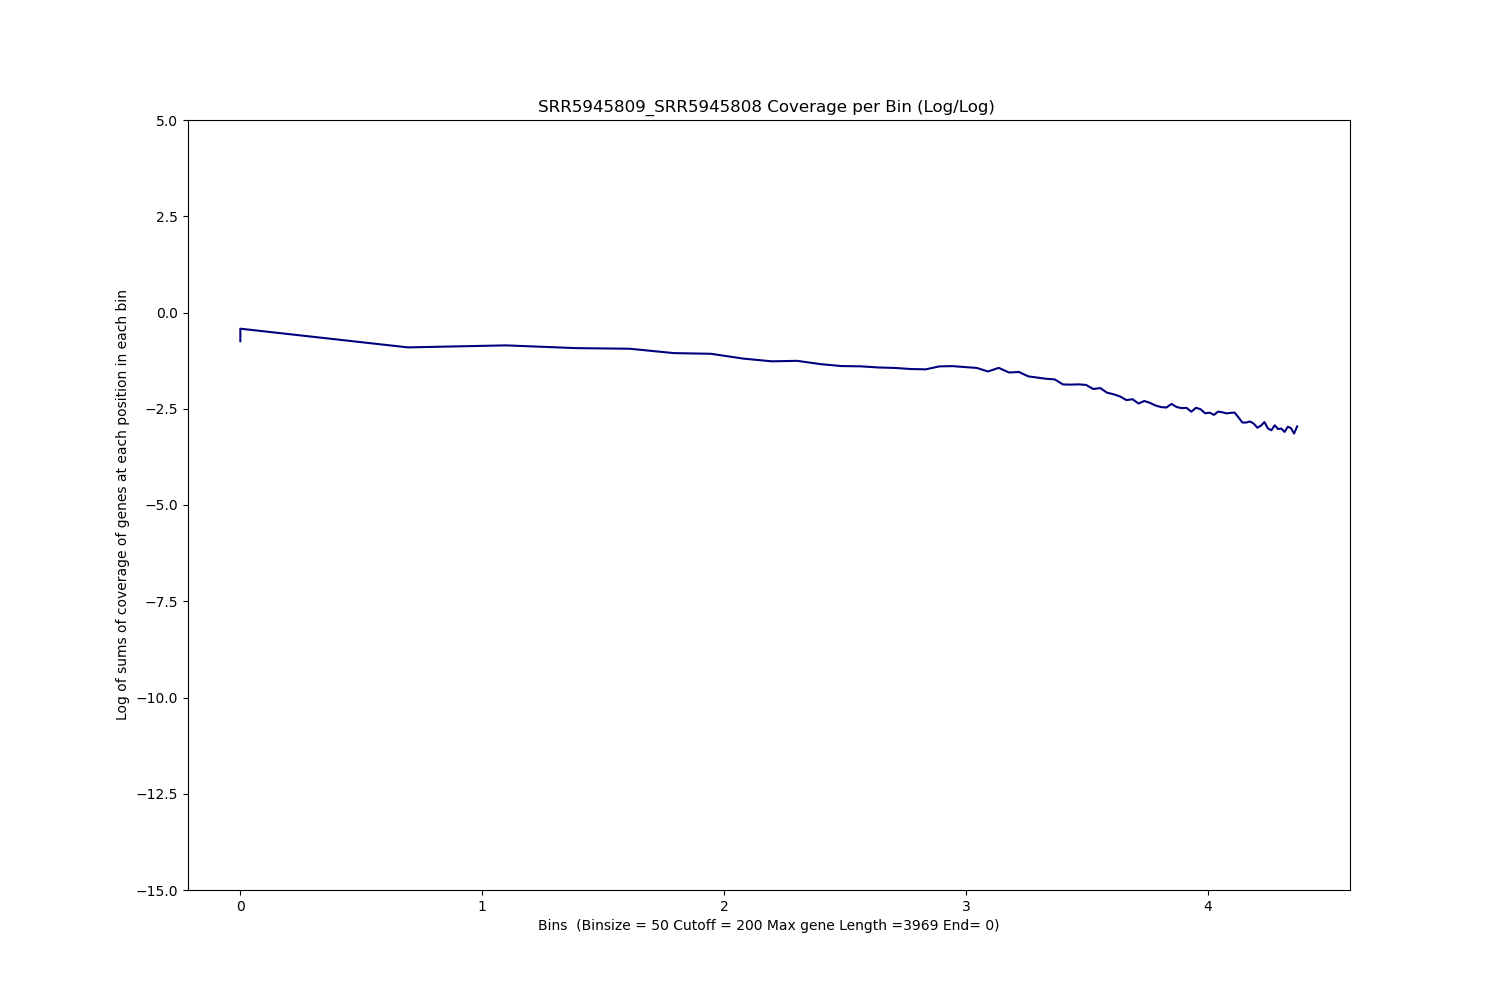 SRR5945809_SRR5945808 Coverage per Bin (Log/Log)
5.0
2.5
0.0
−2.5
−5.0
−7.5
−10.0
−12.5
−15.0
Log of sums of coverage of genes at each position in each bin
0 1 2 3 4
Bins  (Binsize = 50 Cutoff = 200 Max gene Length =3969 End= 0)